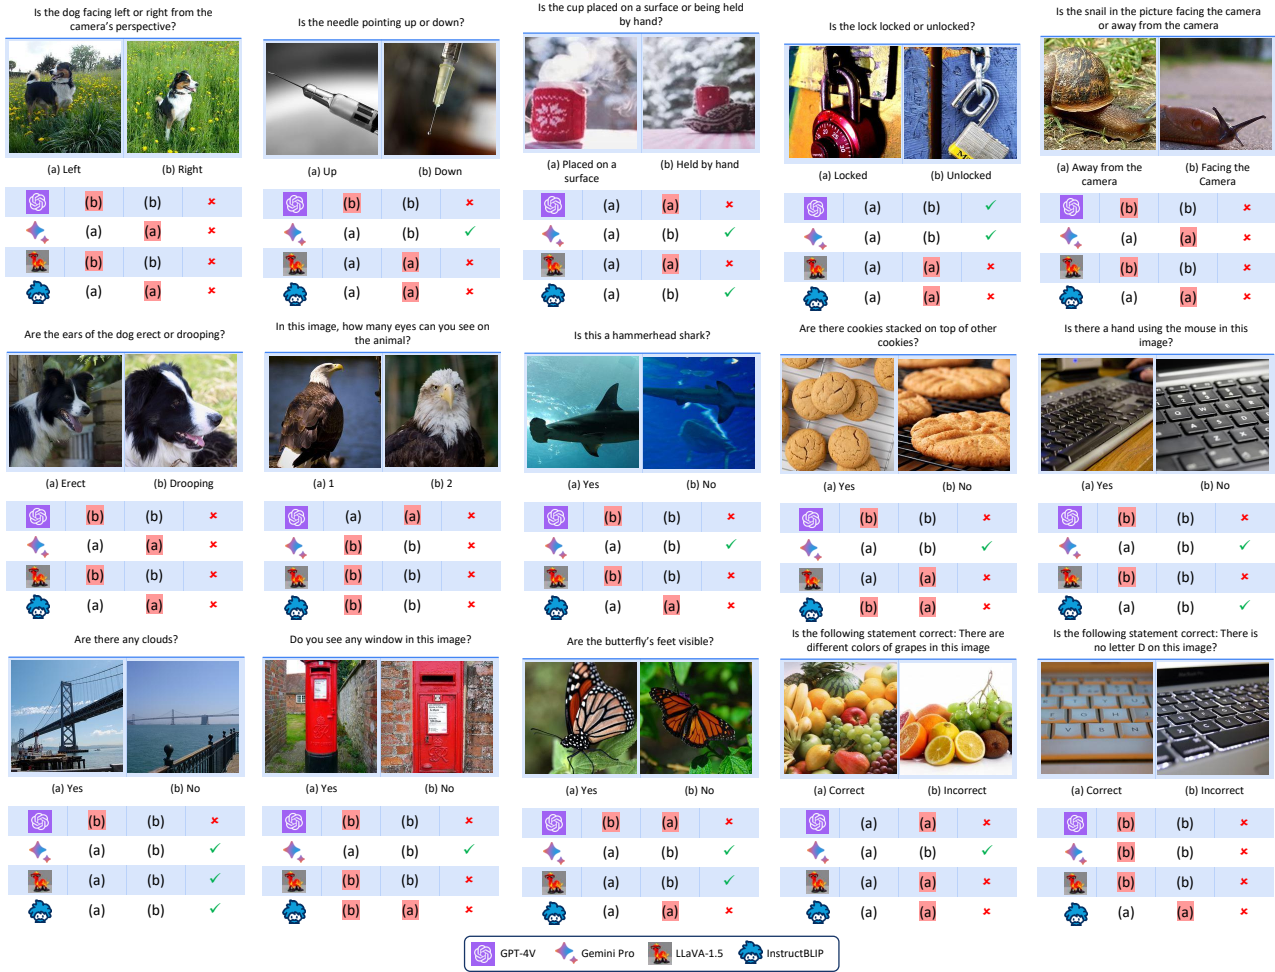 Is the dog facing left or right from the
camera's perspective?
(a) Left (b) Right
(b) (b) ✘
(a) (a) ✘
(b) (b) ✘
(a) (a) ✘
Is the needle pointing up or down?
(a) Up (b) Down
(b) (b) ✘
(a) (b) ✓
(a) (a) ✘
(a) (a) ✘
Is the cup placed on a surface or being held
by hand?
(a) Placed on a (b) Held by hand
surface
(a) (a) ✘
(a) (b) ✓
(a) (a) ✘
(a) (b) ✓
Is the lock locked or unlocked?
(a) Locked (b) Unlocked
(a) (b) ✓
(a) (b) ✓
(a) (a) ✘
(a) (a) ✘
Is the snail in the picture facing the camera
or away from the camera
(a) Away from the (b) Facing the
camera Camera
(b) (b) ✘
(a) (a) ✘
(b) (b) ✘
(a) (a) ✘
Are the ears of the dog erect or drooping?
(a) Erect (b) Drooping
(b) (b) ✘
(a) (a) ✘
(b) (b) ✘
(a) (a) ✘
In this image, how many eyes can you see on
the animal?
(a) 1 (b) 2
(a) (a) ✘
(b) (b) ✘
(b) (b) ✘
(b) (b) ✘
Is this a hammerhead shark?
(a) Yes (b) No
(b) (b) ✘
(a) (b) ✓
(b) (b) ✘
(a) (a) ✘
Are there cookies stacked on top of other
cookies?
(a) Yes (b) No
(b) (b) ✘
(a) (b) ✓
(a) (a) ✘
(b) (a) ✘
Is there a hand using the mouse in this
image?
(a) Yes (b) No
(b) (b) ✘
(a) (b) ✓
(b) (b) ✘
(a) (b) ✓
Are there any clouds?
(a) Yes (b) No
(b) (b) ✘
(a) (b) ✓
(a) (b) ✓
(a) (b) ✓
Do you see any window in this image?
(a) Yes (b) No
(b) (b) ✘
(a) (b) ✓
(b) (b) ✘
(b) (a) ✘
Are the butterfly's feet visible?
(a) Yes (b) No
(b) (a) ✘
(a) (b) ✓
(a) (b) ✓
(a) (a) ✘
Is the following statement correct: There are
different colors of grapes in this image
(a) Correct (b) Incorrect
(a) (a) ✘
(a) (b) ✓
(a) (a) ✘
(a) (a) ✘
Is the following statement correct: There is
no letter D on this image?
V B N
(a) Correct (b) Incorrect
(b) (b) ✘
(b) (b) ✘
(b) (b) ✘
(a) (a) ✘
GPT-4V Gemini Pro LLaVA-1.5 InstructBLIP